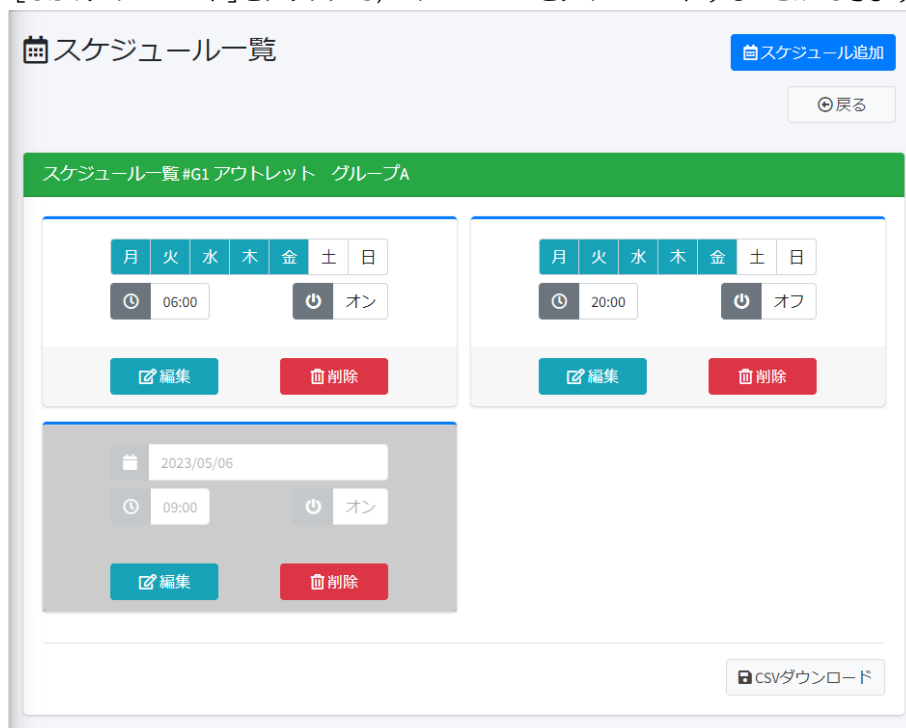 スケジュール一覧
スケジュール追加
戻る
スケジュール一覧 #G1 アウトレット　グループA
月 火 水 木 金 土 日
06:00 オン
編集 削除
月 火 水 木 金 土 日
20:00 オフ
編集 削除
2023/05/06
09:00 オン
編集 削除
CSVダウンロード